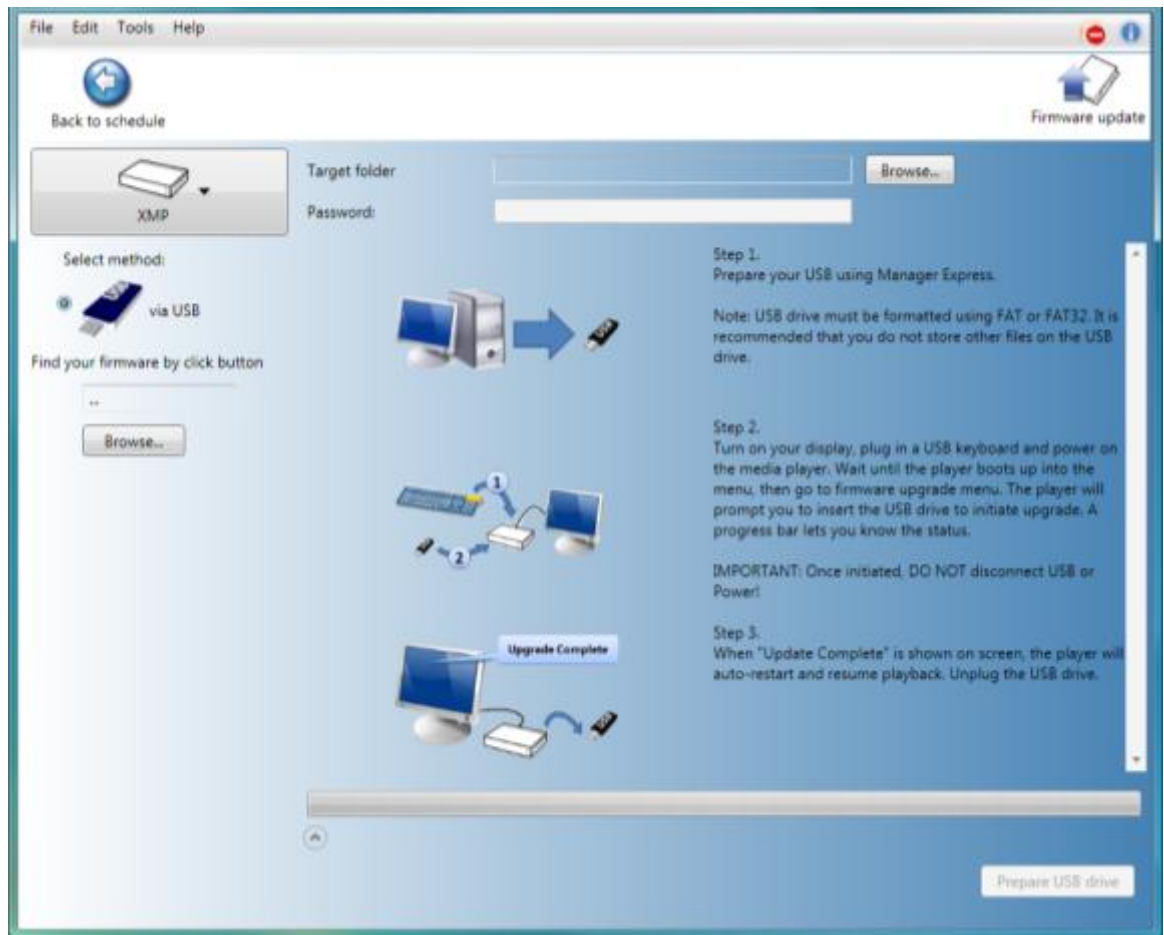 File Edit Tools Help
Back to schedule
Firmware update
XMP
Target folder
Browse...
Password:
Select method:
via USB
Find your firmware by click button
..
Browse...
Step 1.
Prepare your USB using Manager Express.
Note: USB drive must be formatted using FAT or FAT32. It is
recommended that you do not store other files on the USB
drive.
Step 2.
Turn on your display, plug in a USB keyboard and power on
the media player. Wait until the player boots up into the
menu, then go to firmware upgrade menu. The player will
prompt you to insert the USB drive to initiate upgrade. A
progress bar lets you know the status.
1
2
IMPORTANT: Once initiated, DO NOT disconnect USB or
Power!
Step 3.
When "Update Complete" is shown on screen, the player will
auto-restart and resume playback. Unplug the USB drive.
Upgrade Complete
Prepare USB drive